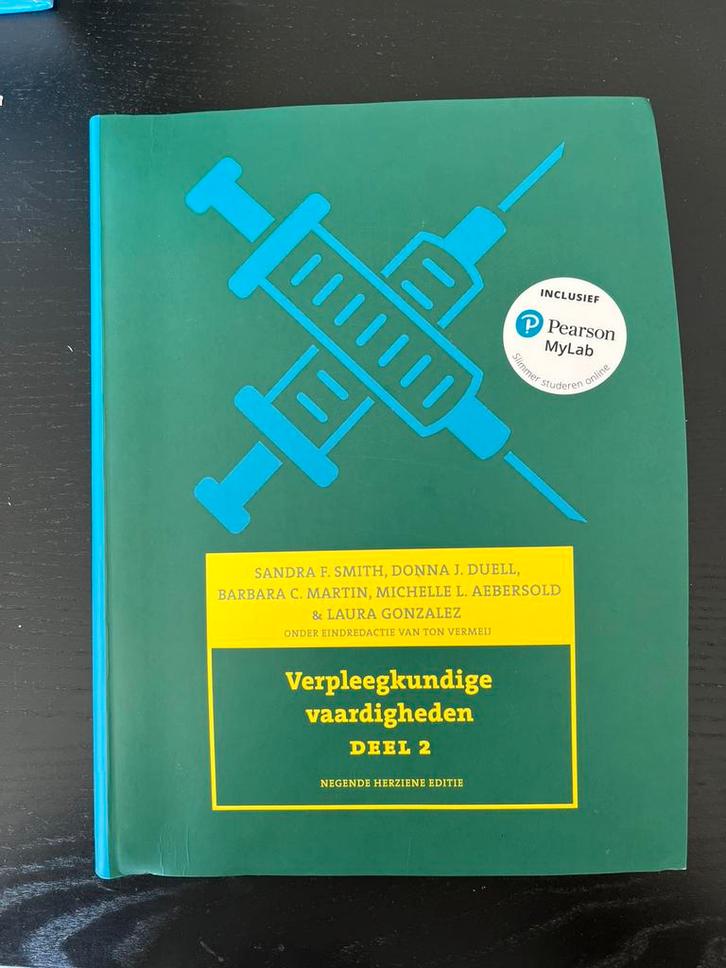 INCLUSIEF
Pearson
MyLab
Slimmer studeren online
SANDRA F. SMITH, DONNA J. DUELL,
BARBARA C. MARTIN, MICHELLE L. AEBERSOLD
& LAURA GONZALEZ
ONDER EINDREDACTIE VAN TON VERMEIJ
Verpleegkundige
vaardigheden
DEEL 2
NEGENDE HERZIENE EDITIE